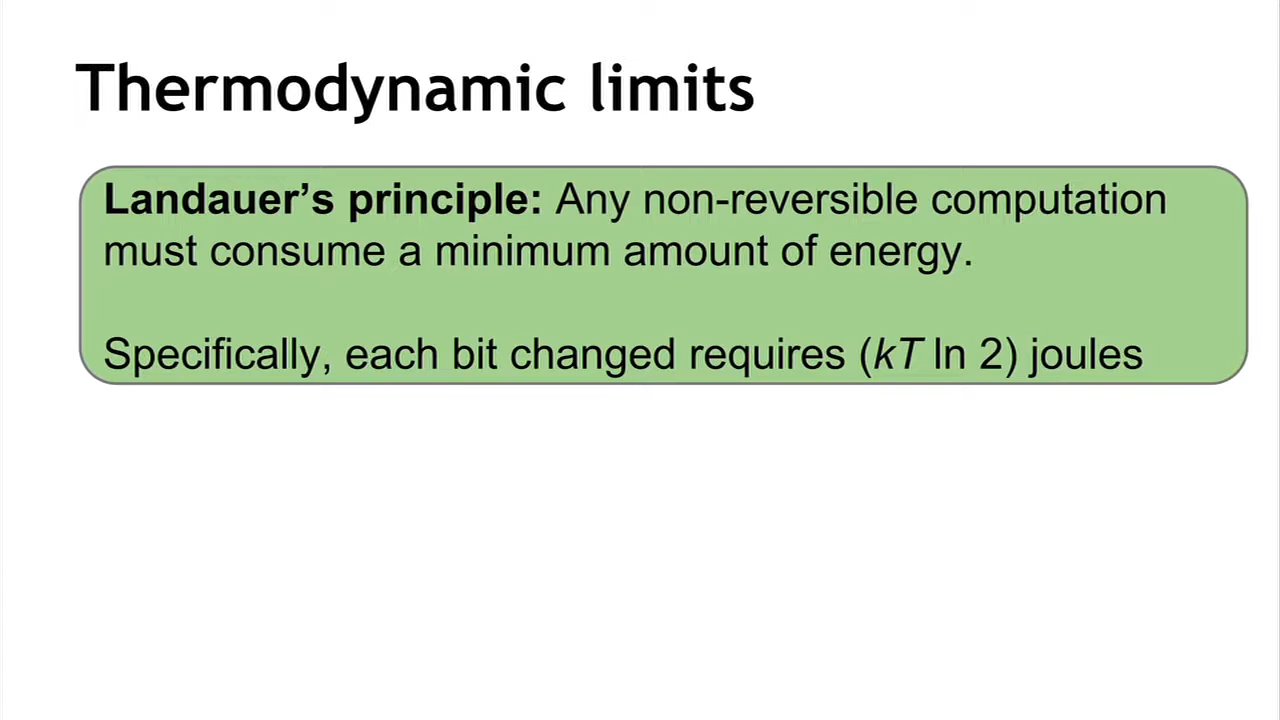 Thermodynamic limits
Landauer’s principle: Any non-reversible computation
must consume a minimum amount of energy.
Specifically, each bit changed requires (kT ln 2) joules